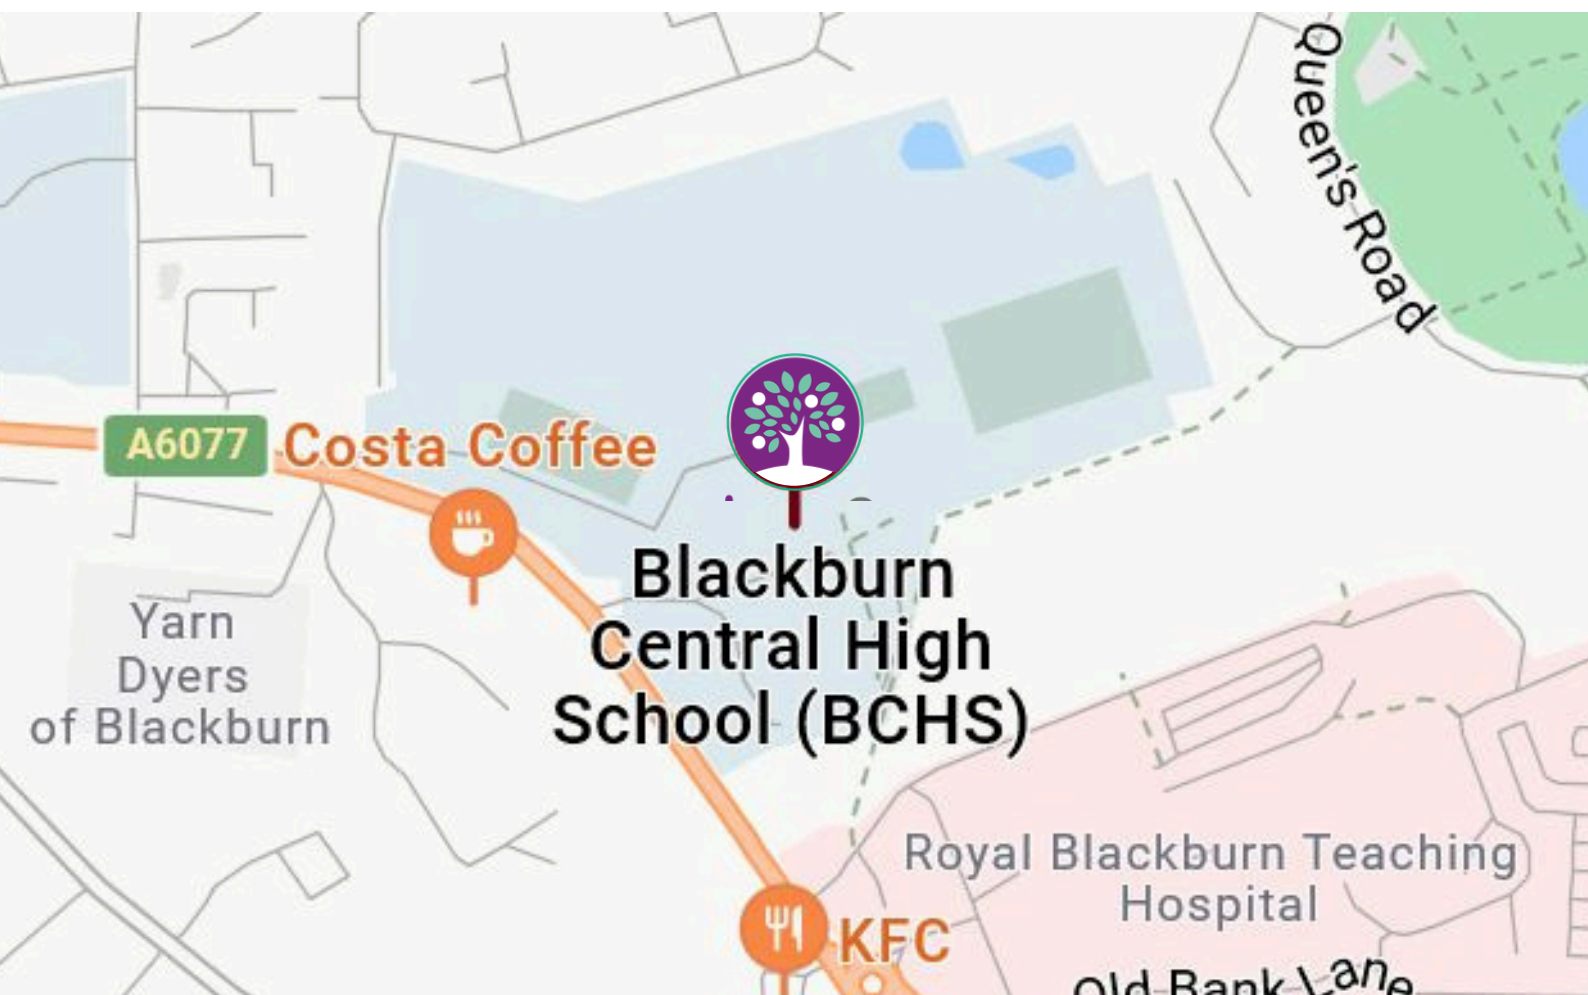 Queen's Road
A6077
Costa Coffee
Blackburn
Central High
School (BCHS)
Yarn
Dyers
of Blackburn
Royal Blackburn Teaching
Hospital
KFC
Old Bank Lane